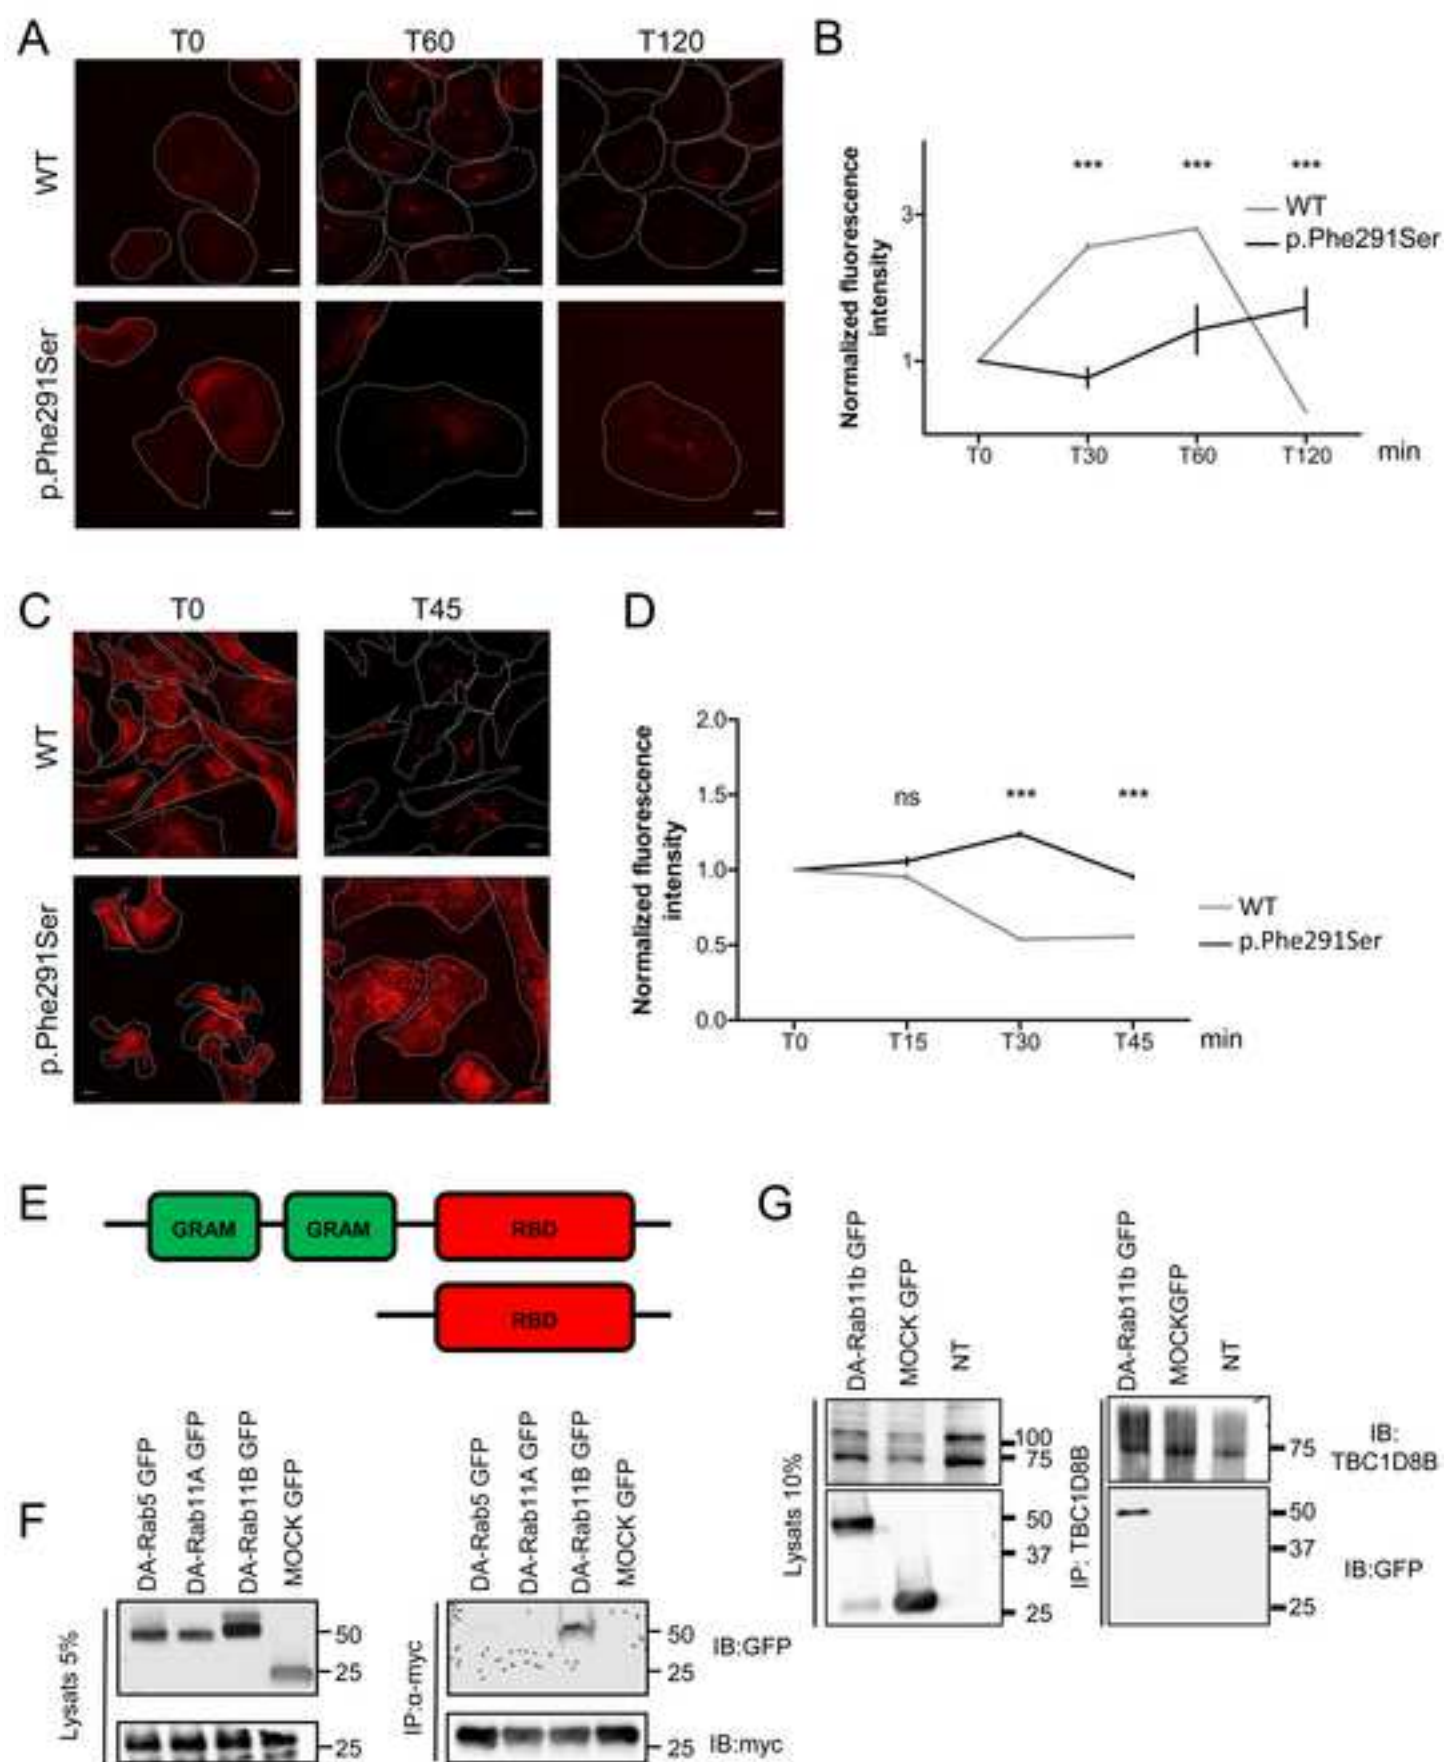 A
T0
T60
T120
WT
p.Phe291Ser
B
Normalized fluorescence
intensity
3
1
***
***
***
WT
p.Phe291Ser
T0
T30
T60
T120
min
C
T0
T45
WT
p.Phe291Ser
D
Normalized fluorescence
intensity
2.0
1.5
1.0
0.5
0.0
ns
***
***
WT
p.Phe291Ser
T0
T15
T30
T45
min
E
GRAM
GRAM
RBD
RBD
F
DA-Rab5 GFP
DA-Rab11A GFP
DA-Rab11B GFP
MOCK GFP
Lysats 5%
50
25
25
DA-Rab5 GFP
DA-Rab11A GFP
DA-Rab11B GFP
MOCK GFP
IP:α-myc
50
25
IB:GFP
25
IB:myc
G
DA-Rab11b GFP
MOCK GFP
NT
Lysats 10%
100
75
50
37
25
DA-Rab11b GFP
MOCKGFP
NT
IP: TBC1D8B
75
IB:
TBC1D8B
50
37
25
IB:GFP